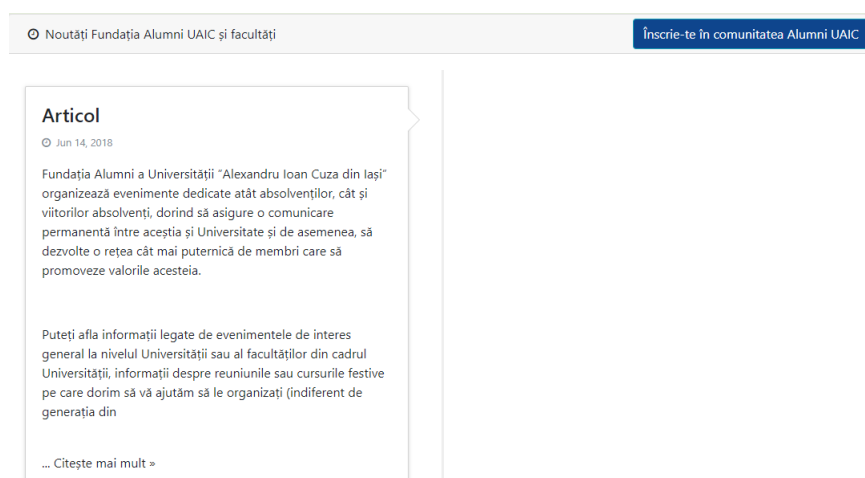 Noutăți Fundația Alumni UAIC și facultăți
Înscrie-te în comunitatea Alumni UAIC
Articol
Jun 14, 2018
Fundația Alumni a Universității “Alexandru Ioan Cuza din Iași”
organizează evenimente dedicate atât absolvenților, cât și
viitorilor absolvenți, dorind să asigure o comunicare
permanentă între aceștia și Universitate și de asemenea, să
dezvolte o rețea cât mai puternică de membri care să
promoveze valorile acesteia.
Puteți afla informații legate de evenimentele de interes
general la nivelul Universității sau al facultăților din cadrul
Universității, informații despre reuniunile sau cursurile festive
pe care dorim să vă ajutăm să le organizați (indiferent de
generația din
... Citește mai mult »